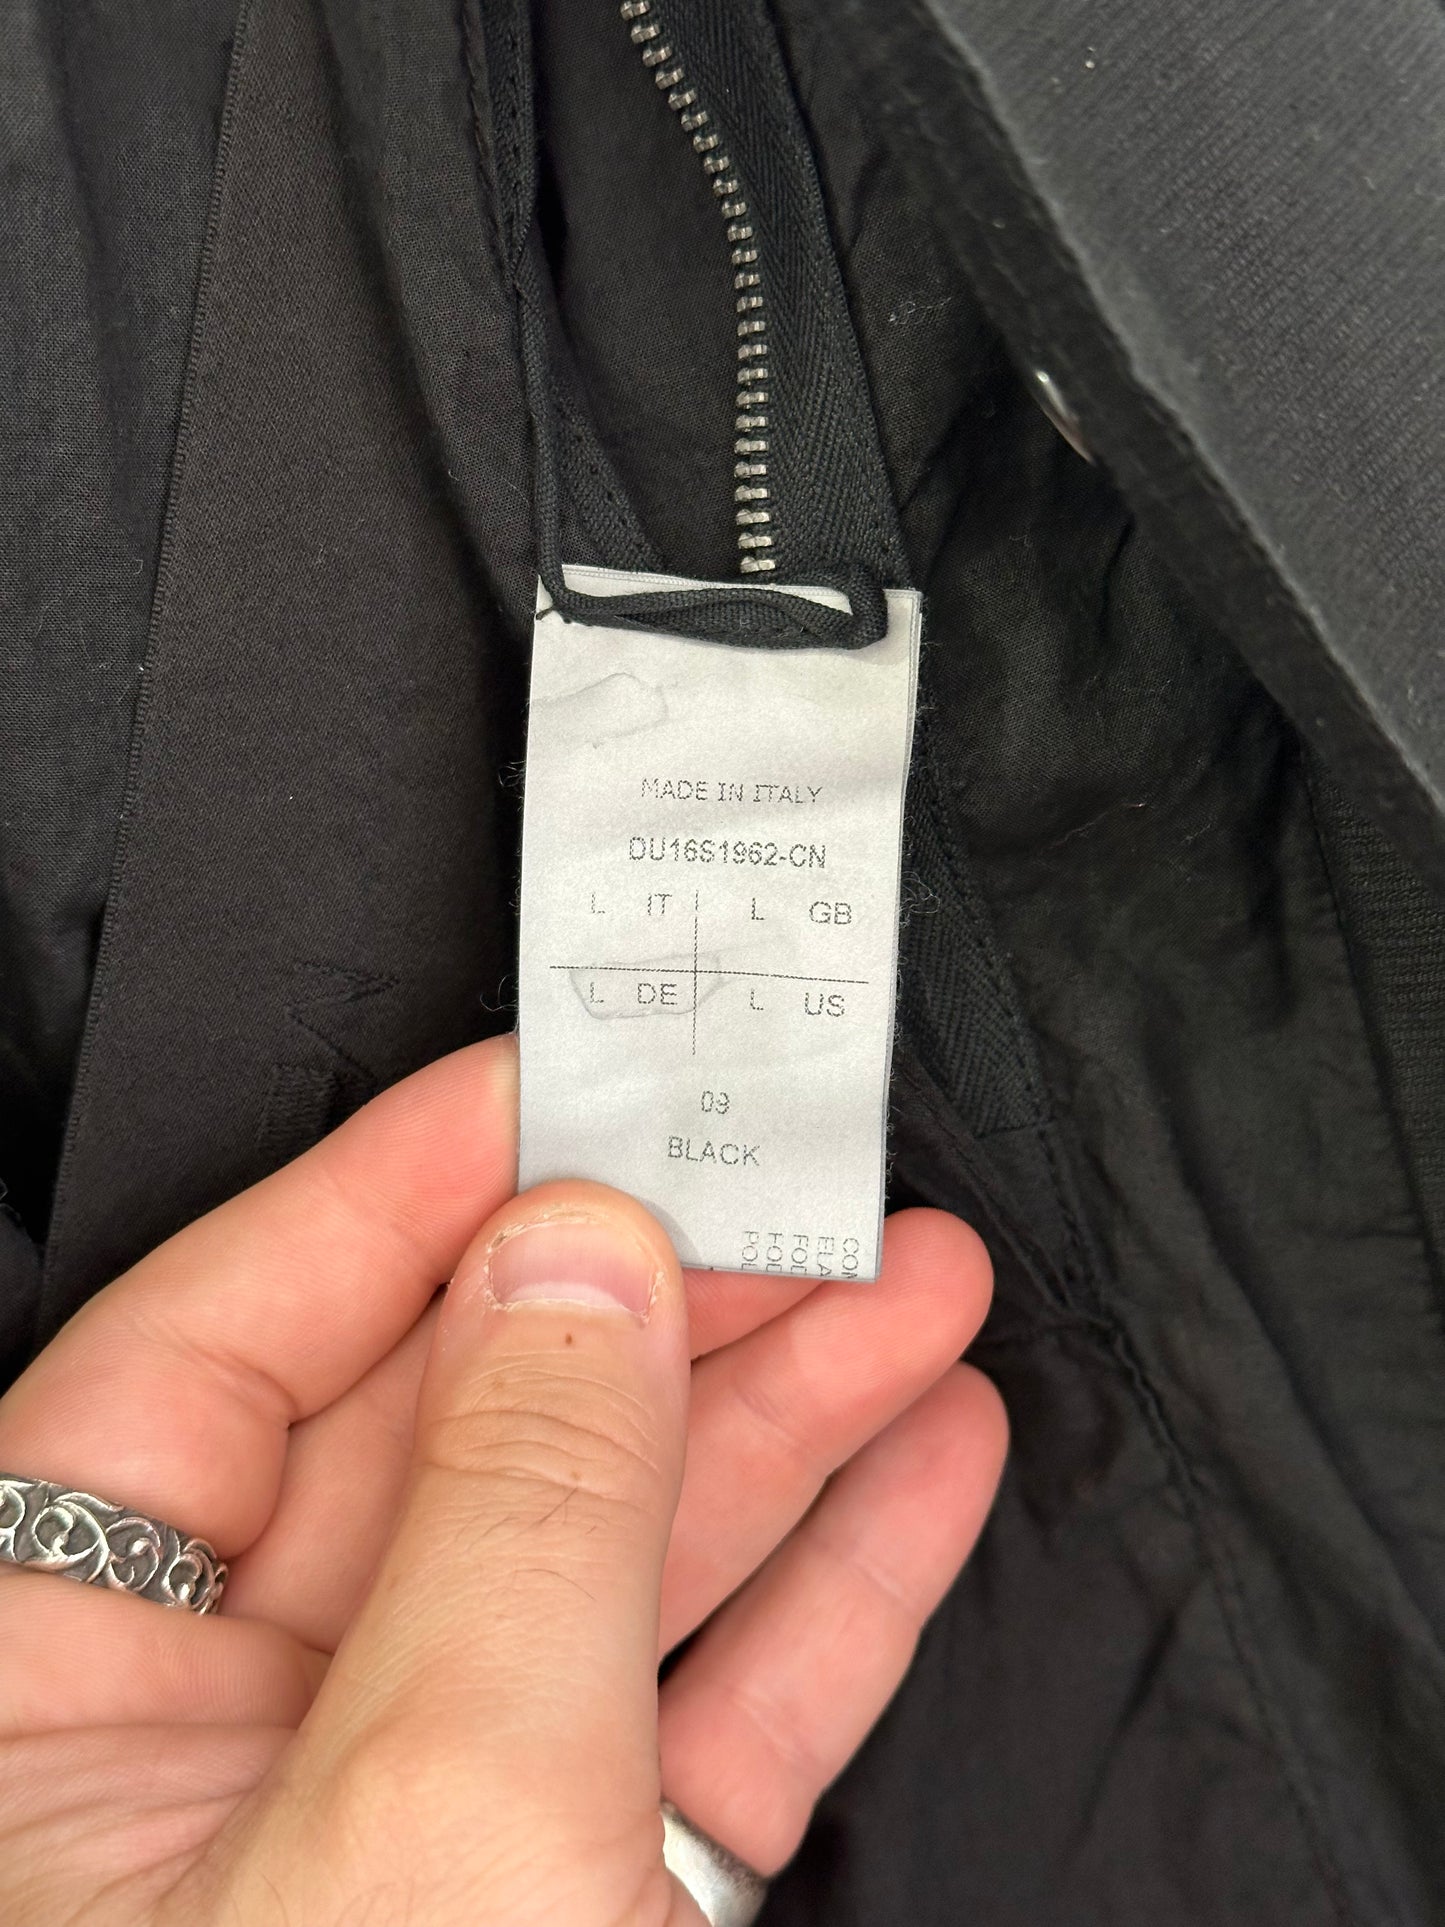 MADE IN ITALY
DU16S1962-CN
L IT L GB
L DE L US
09
BLACK